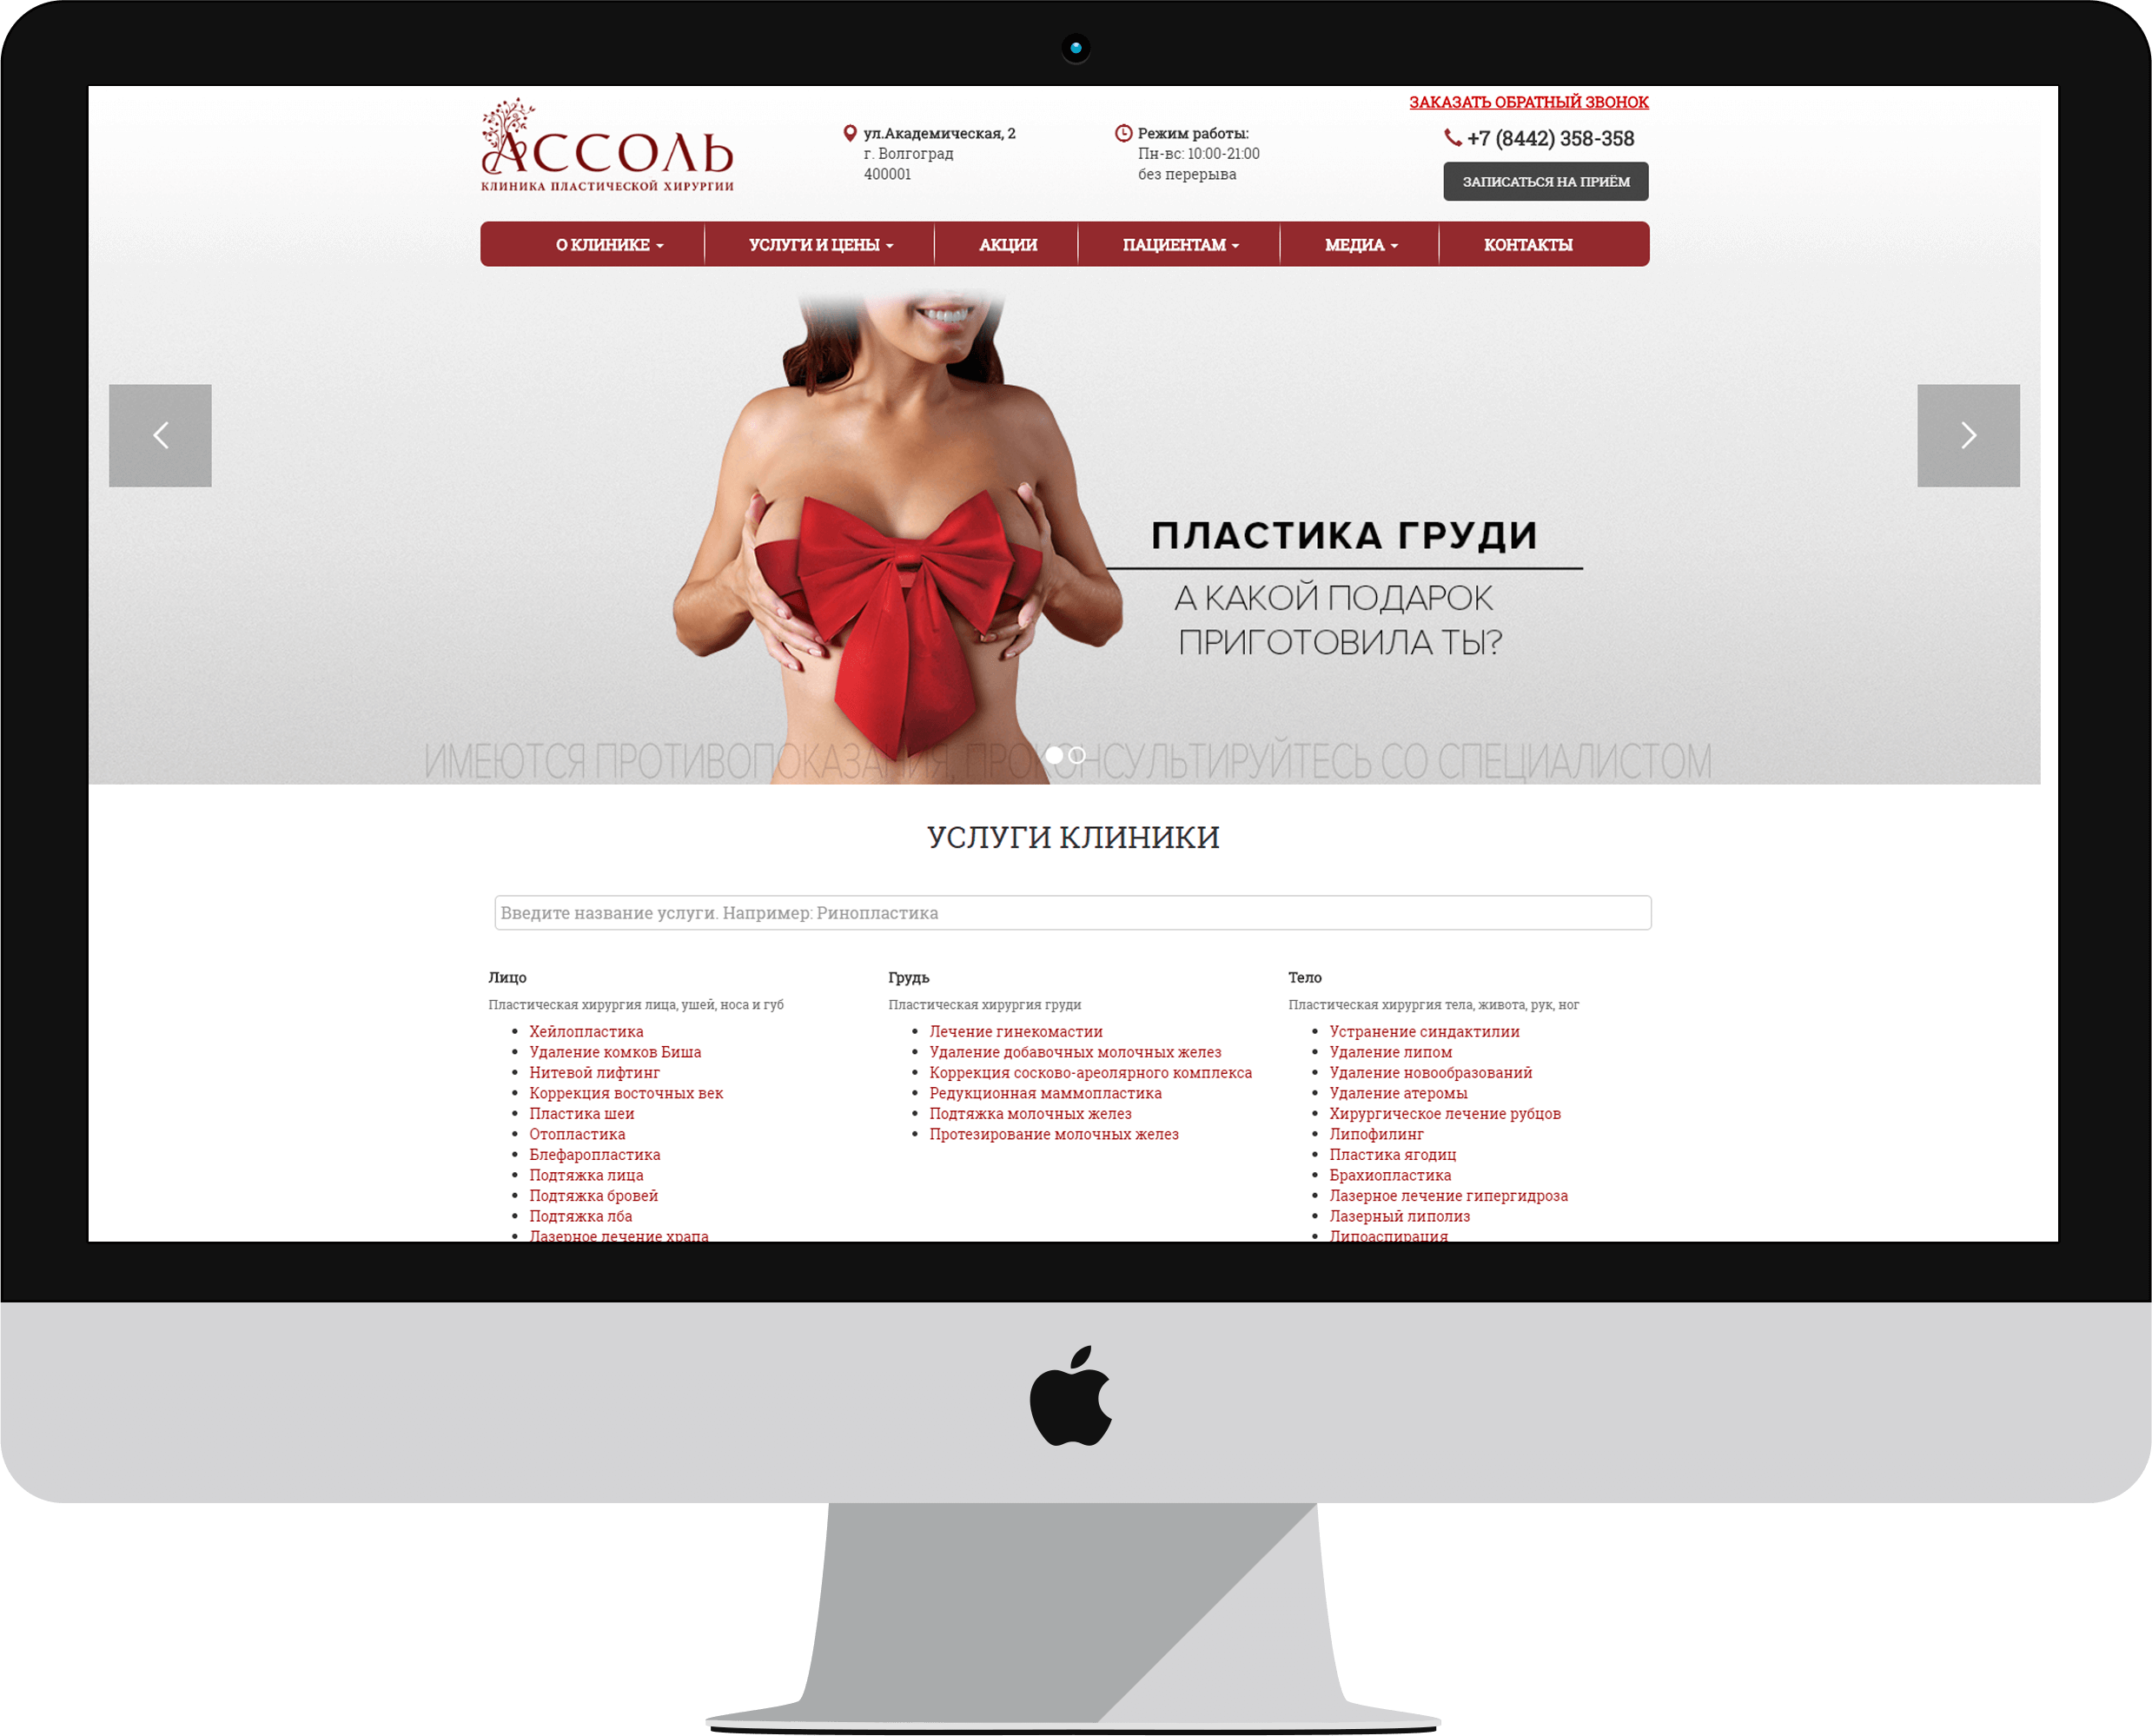 ЗАКАЗАТЬ ОБРАТНЫЙ ЗВОНОК
АССОЛЬ
КЛИНИКА ПЛАСТИЧЕСКОЙ ХИРУРГИИ
ул.Академическая, 2
г. Волгоград
400001
Режим работы:
Пн-вс: 10:00-21:00
без перерыва
+7 (8442) 358-358
ЗАПИСАТЬСЯ НА ПРИЁМ
О КЛИНИКЕ
УСЛУГИ И ЦЕНЫ
АКЦИИ
ПАЦИЕНТАМ
МЕДИА
КОНТАКТЫ
ПЛАСТИКА ГРУДИ
А КАКОЙ ПОДАРОК
ПРИГОТОВИЛА ТЫ?
ИМЕЮТСЯ ПРОТИВОПОКАЗАНИЯ, ПРОКОНСУЛЬТИРУЙТЕСЬ СО СПЕЦИАЛИСТОМ
УСЛУГИ КЛИНИКИ
Введите название услуги. Например: Ринопластика
Лицо
Пластическая хирургия лица, ушей, носа и губ
Хейлопластика
Удаление комков Биша
Нитевой лифтинг
Коррекция восточных век
Пластика шеи
Отопластика
Блефаропластика
Подтяжка лица
Подтяжка бровей
Подтяжка лба
Лазерное лечение храпа
Грудь
Пластическая хирургия груди
Лечение гинекомастии
Удаление добавочных молочных желез
Коррекция сосково-ареолярного комплекса
Редукционная маммопластика
Подтяжка молочных желез
Протезирование молочных желез
Тело
Пластическая хирургия тела, живота, рук, ног
Устранение синдактилии
Удаление липом
Удаление новообразований
Удаление атеромы
Хирургическое лечение рубцов
Липофилинг
Пластика ягодиц
Брахиопластика
Лазерное лечение гипергидроза
Лазерный липолиз
Липоаспирация